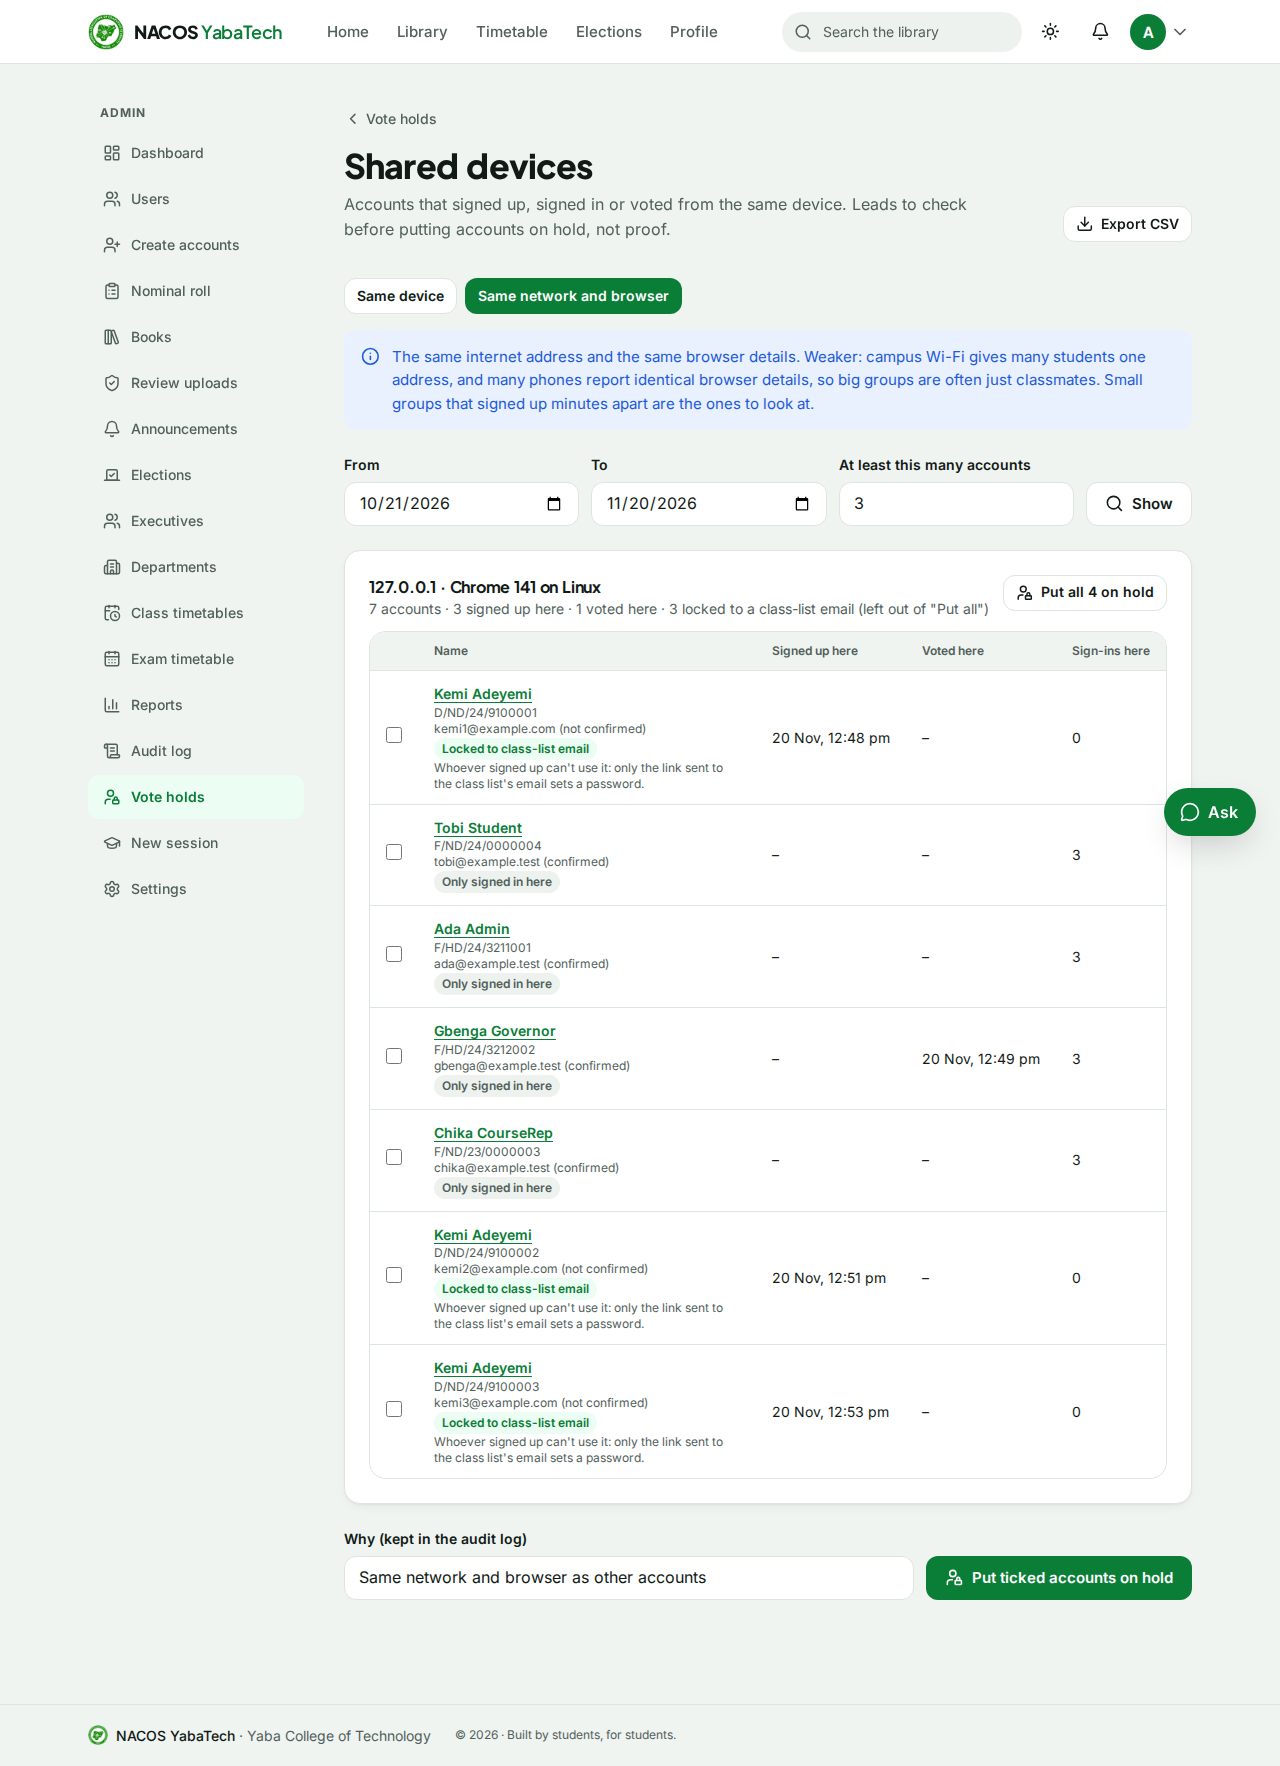 NACOS YabaTech
Home
Library
Timetable
Elections
Profile
Search the library
A
ADMIN
Dashboard
Users
Create accounts
Nominal roll
Books
Review uploads
Announcements
Elections
Executives
Departments
Class timetables
Exam timetable
Reports
Audit log
Vote holds
New session
Settings
Vote holds
Shared devices
Accounts that signed up, signed in or voted from the same device. Leads to check
before putting accounts on hold, not proof.
Export CSV
Same device
Same network and browser
The same internet address and the same browser details. Weaker: campus Wi-Fi gives many students one
address, and many phones report identical browser details, so big groups are often just classmates. Small
groups that signed up minutes apart are the ones to look at.
From
To
At least this many accounts
10/21/2026
11/20/2026
3
Show
127.0.0.1 · Chrome 141 on Linux
7 accounts · 3 signed up here · 1 voted here · 3 locked to a class-list email (left out of "Put all")
Put all 4 on hold
Name
Signed up here
Voted here
Sign-ins here
Kemi Adeyemi
D/ND/24/9100001
kemi1@example.com (not confirmed)
Locked to class-list email
Whoever signed up can't use it: only the link sent to
the class list's email sets a password.
20 Nov, 12:48 pm
–
0
Tobi Student
F/ND/24/0000004
tobi@example.test (confirmed)
Only signed in here
–
–
3
Ada Admin
F/HD/24/3211001
ada@example.test (confirmed)
Only signed in here
–
–
3
Gbenga Governor
F/HD/24/3212002
gbenga@example.test (confirmed)
Only signed in here
–
20 Nov, 12:49 pm
3
Chika CourseRep
F/ND/23/0000003
chika@example.test (confirmed)
Only signed in here
–
–
3
Kemi Adeyemi
D/ND/24/9100002
kemi2@example.com (not confirmed)
Locked to class-list email
Whoever signed up can't use it: only the link sent to
the class list's email sets a password.
20 Nov, 12:51 pm
–
0
Kemi Adeyemi
D/ND/24/9100003
kemi3@example.com (not confirmed)
Locked to class-list email
Whoever signed up can't use it: only the link sent to
the class list's email sets a password.
20 Nov, 12:53 pm
–
0
Ask
Why (kept in the audit log)
Same network and browser as other accounts
Put ticked accounts on hold
NACOS YabaTech · Yaba College of Technology
© 2026 · Built by students, for students.